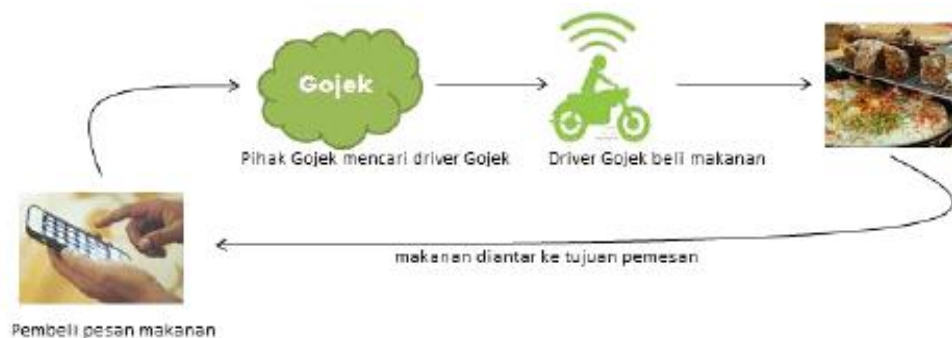 Gojek
Pihak Gojek mencari driver Gojek
Driver Gojek beli makanan
makanan diantar ke tujuan pemesan
Pembeli pesan makanan